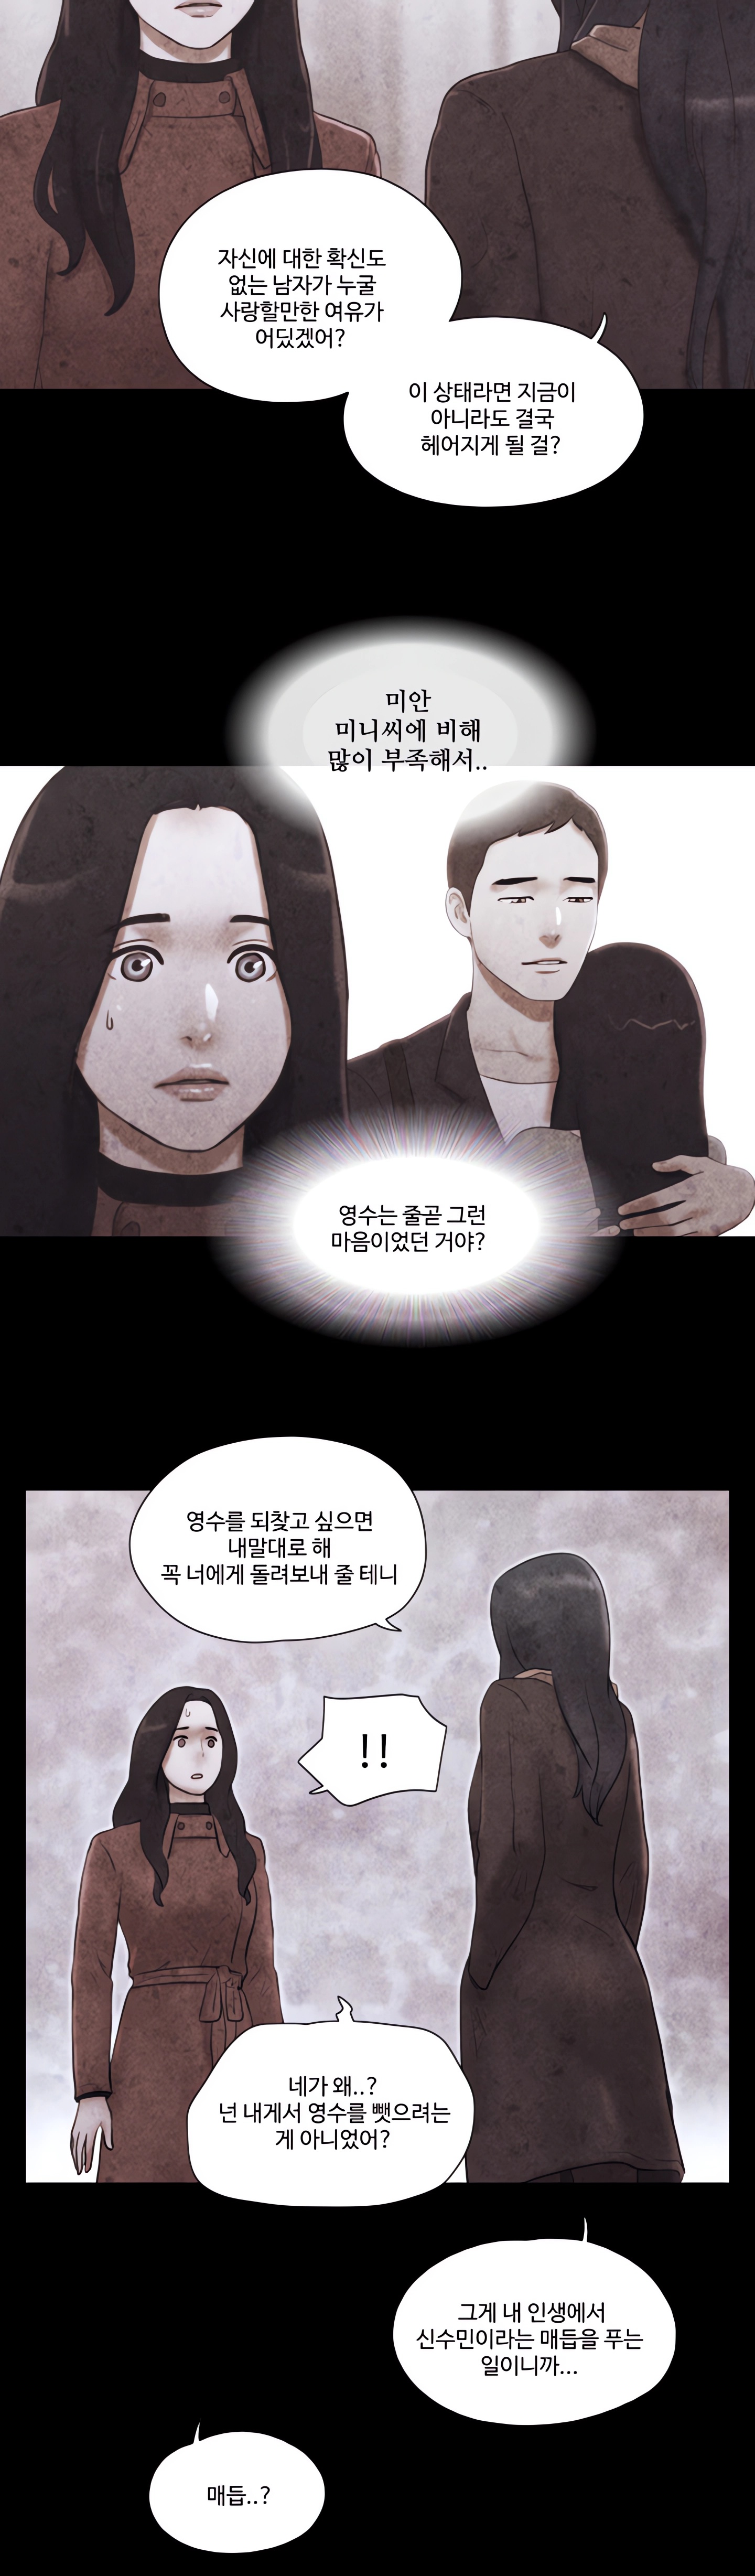 자신에 대한 확신도
없는 남자가 누굴
사랑할만한 여유가
어딨겠어?
이 상태라면 지금이
아니라도 결국
헤어지게 될 걸?
미안
미니씨에 비해
많이 부족해서..
영수는 줄곧 그런
마음이었던 거야?
영수를 되찾고 싶으면
내말대로 해
꼭 너에게 돌려보내 줄 테니
!!
네가 왜..?
넌 내게서 영수를 뺏으려는
게 아니었어?
그게 내 인생에서
신수민이라는 매듭을 푸는
일이니까...
매듭..?